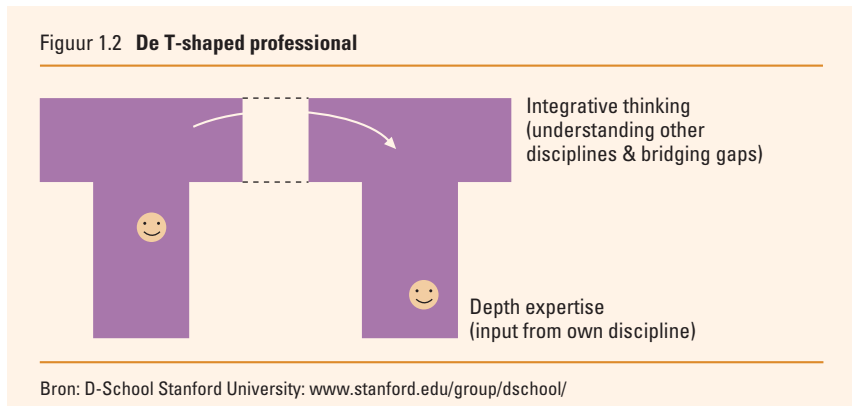 Figuur 1.2 De T-shaped professional
Integrative thinking
(understanding other
disciplines & bridging gaps)
Depth expertise
(input from own discipline)
Bron: D-School Stanford University: www.stanford.edu/group/dschool/